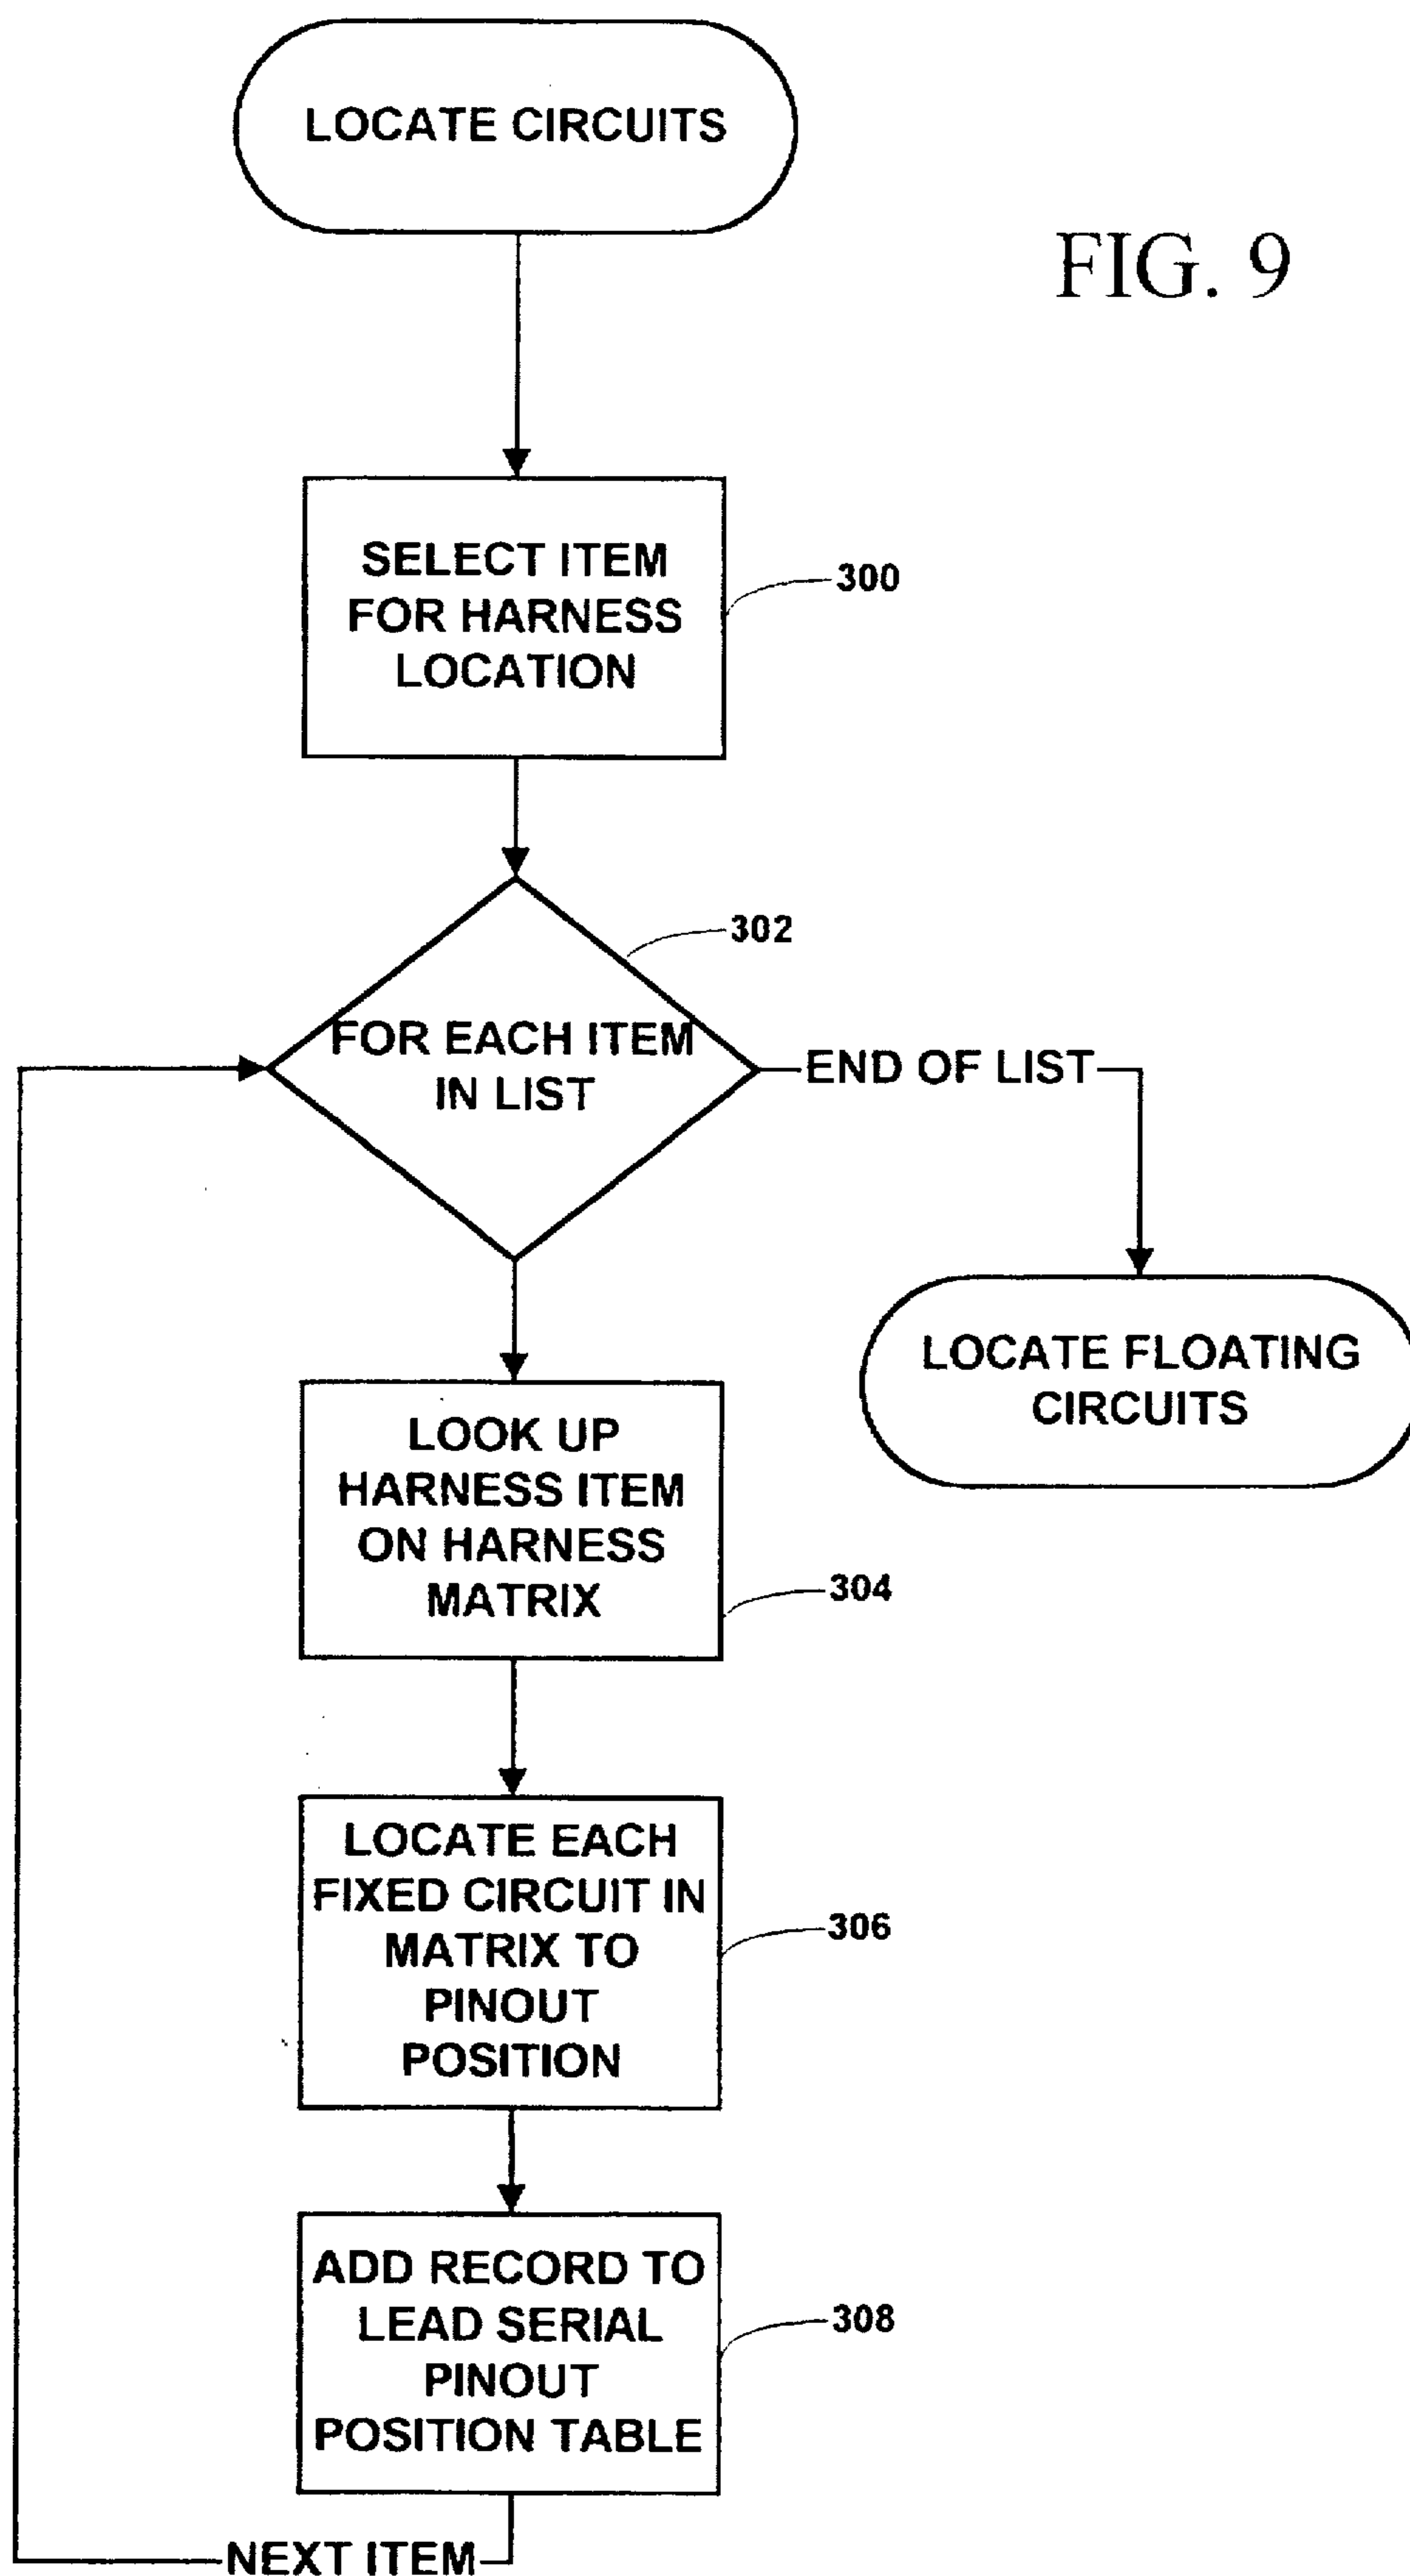 LOCATE CIRCUITS
FIG. 9
SELECT ITEM
FOR HARNESS
LOCATION
300
302
FOR EACH ITEM
IN LIST
END OF LIST
LOCATE FLOATING
CIRCUITS
LOOK UP
HARNESS ITEM
ON HARNESS
MATRIX
304
LOCATE EACH
FIXED CIRCUIT IN
MATRIX TO
PINOUT
POSITION
306
ADD RECORD TO
LEAD SERIAL
PINOUT
POSITION TABLE
308
NEXT ITEM